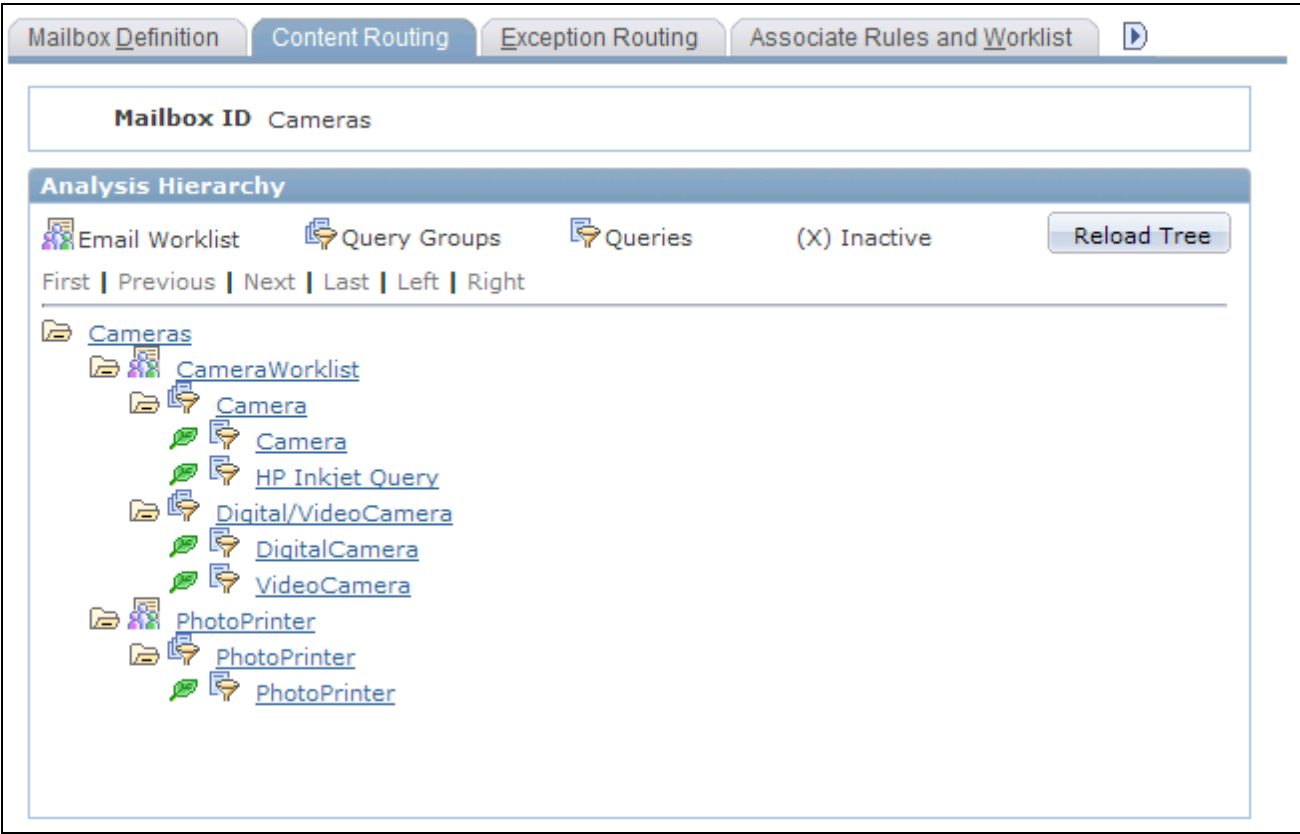 Mailbox Definition Content Routing Exception Routing Associate Rules and Worklist
Mailbox ID Cameras
Analysis Hierarchy
Email Worklist Query Groups Queries (X) Inactive Reload Tree
First | Previous | Next | Last | Left | Right
Cameras
CameraWorklist
Camera
Camera
HP Inkjet Query
Digital/VideoCamera
DigitalCamera
VideoCamera
PhotoPrinter
PhotoPrinter
PhotoPrinter